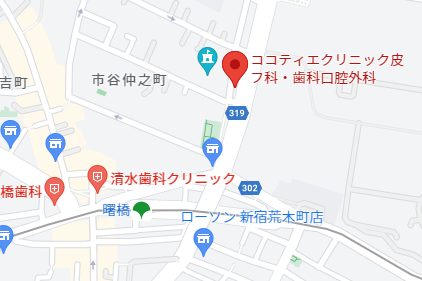 ココティエクリニック皮
フ科・歯科口腔外科
市谷仲之町
吉町
319
清水歯科クリニック
橋歯科
302
曙橋
ローソン 新宿荒木町店